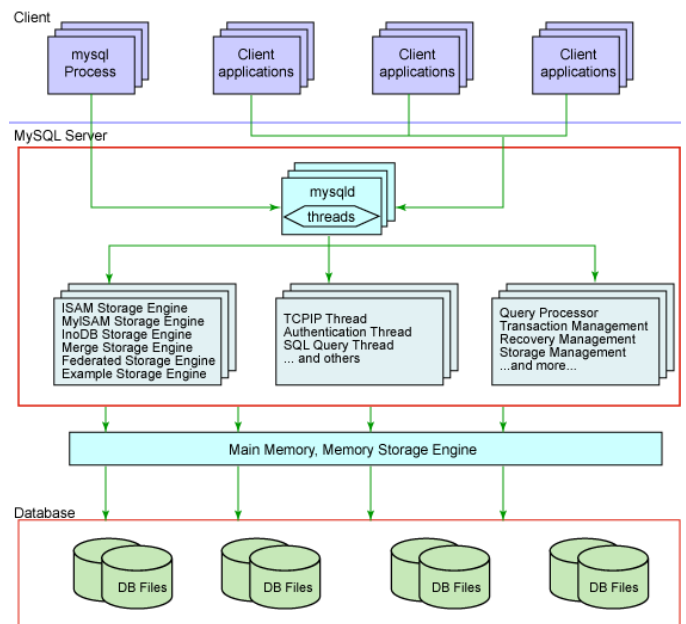 Client
mysql
Process
Client
applications
Client
applications
Client
applications
MySQL Server
mysqld
threads
ISAM Storage Engine
MyISAM Storage Engine
InoDB Storage Engine
Merge Storage Engine
Federated Storage Engine
Example Storage Engine
TCPIP Thread
Authentication Thread
SQL Query Thread
... and others
Query Processor
Transaction Management
Recovery Management
Storage Management
...and more...
Main Memory, Memory Storage Engine
Database
DB Files
DB Files
DB Files
DB Files